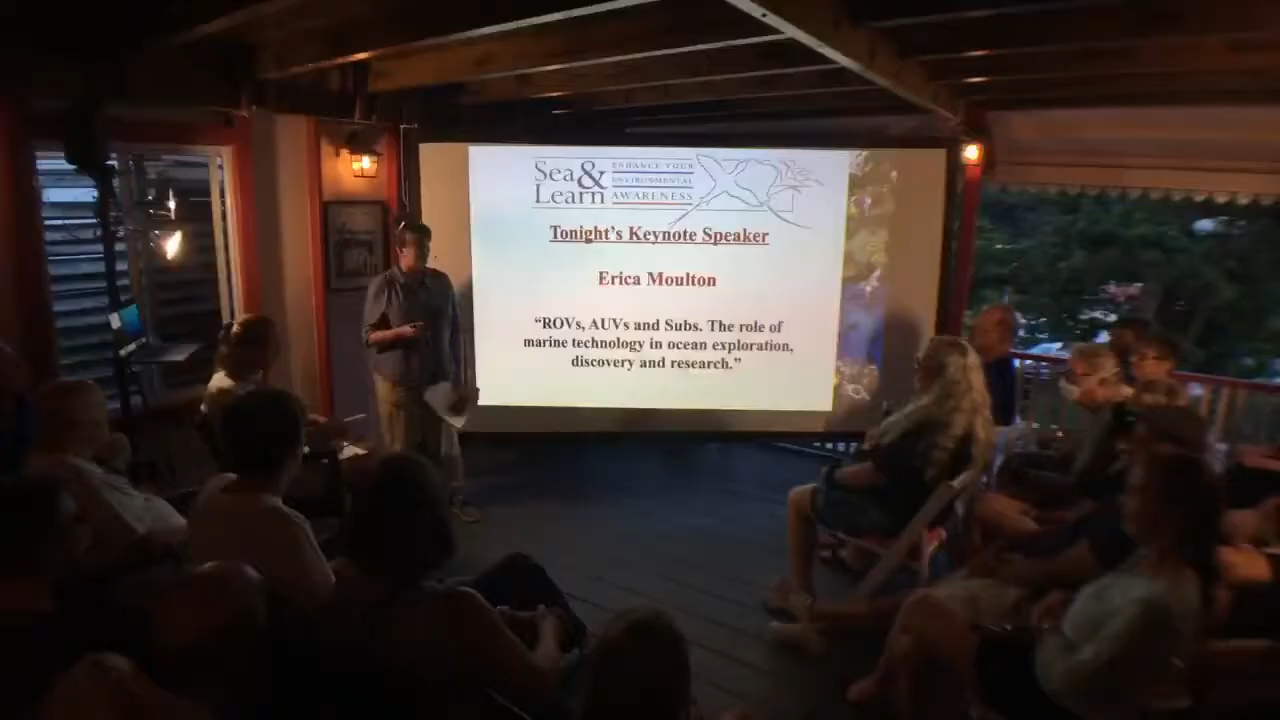 Sea & Learn
ENHANCE YOUR
ENVIRONMENTAL
AWARENESS
Tonight's Keynote Speaker
Erica Moulton
“ROVs, AUVs and Subs. The role of
marine technology in ocean exploration,
discovery and research.”